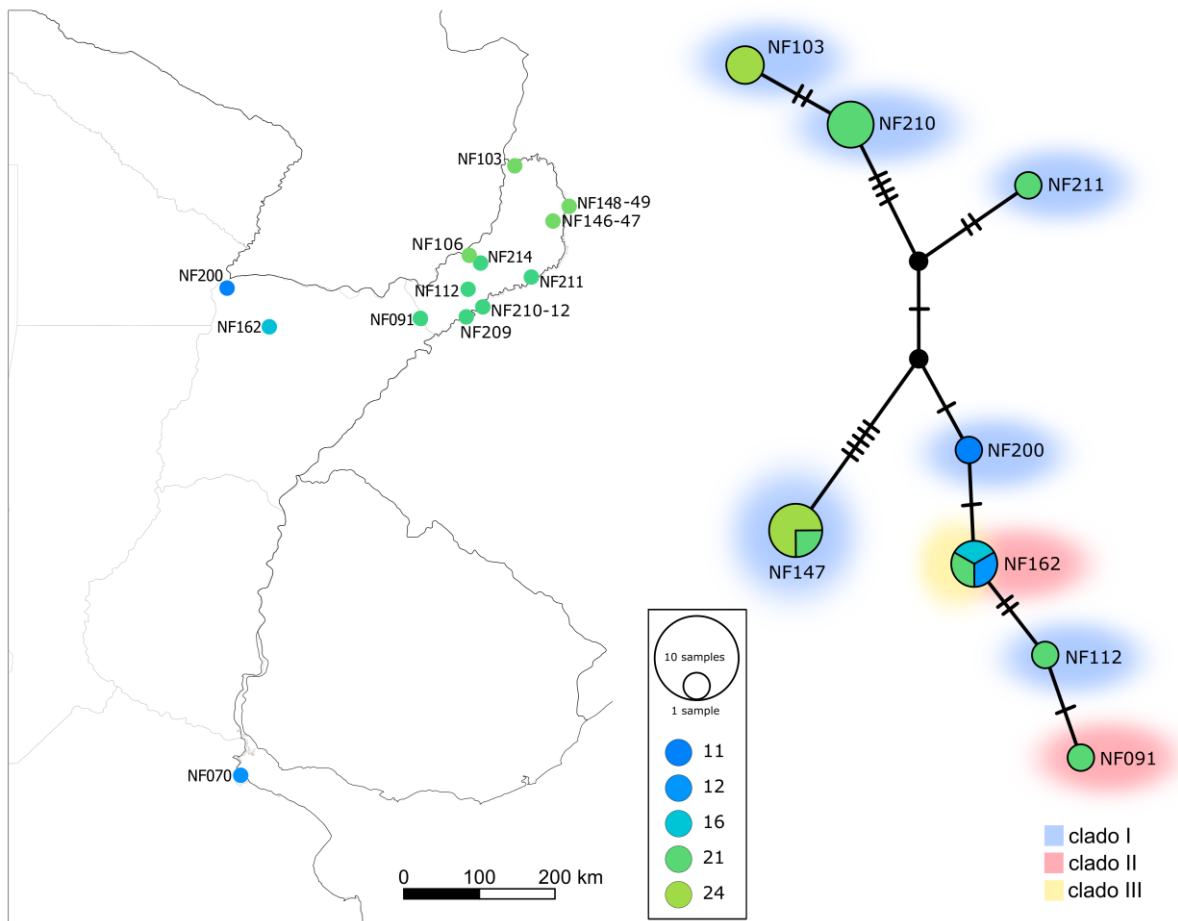 NF103
NF148-49
NF146-47
NF106
NF214
NF200
NF112
NF211
NF210-12
NF162
NF091
NF209
NF070
0 100 200 km
NF103
NF210
NF211
NF200
NF147
NF162
NF112
NF091
10 samples
1 sample
11
12
16
21
24
clado I
clado II
clado III